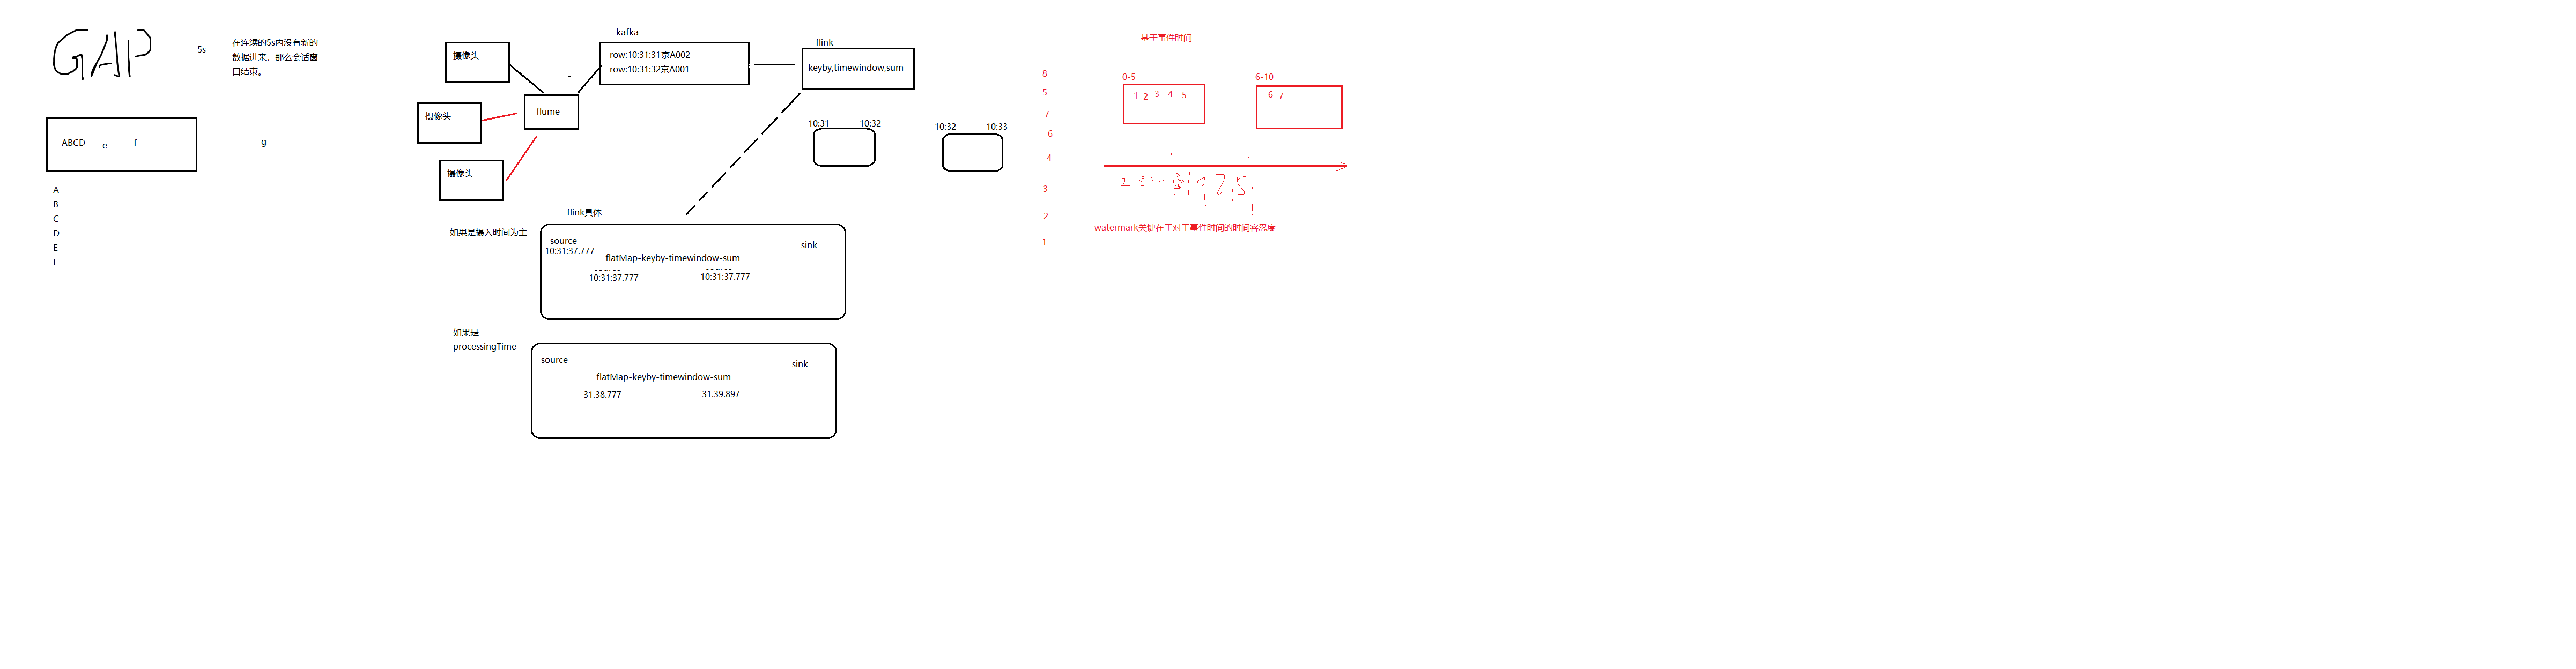 GAP
5s
在连续的5s内没有新的
数据进来，那么会话窗
口结束。
ABCD
e
f
g
A
B
C
D
E
F
摄像头
摄像头
摄像头
flume
kafka
row:10:31:31京A002
row:10:31:32京A001
flink
keyby,timewindow,sum
10:31
10:32
10:32
10:33
flink具体
如果是摄入时间为主
source
10:31:37.777
sink
flatMap-keyby-timewindow-sum
10:31:37.777
10:31:37.777
如果是
processingTime
source
sink
flatMap-keyby-timewindow-sum
31.38.777
31.39.897
基于事件时间
8
5
7
6
4
3
2
1
0-5
1 2 3 4 5
6-10
6 7
1 2 3 4
6 7 5
watermark关键在于对于事件时间的时间容忍度